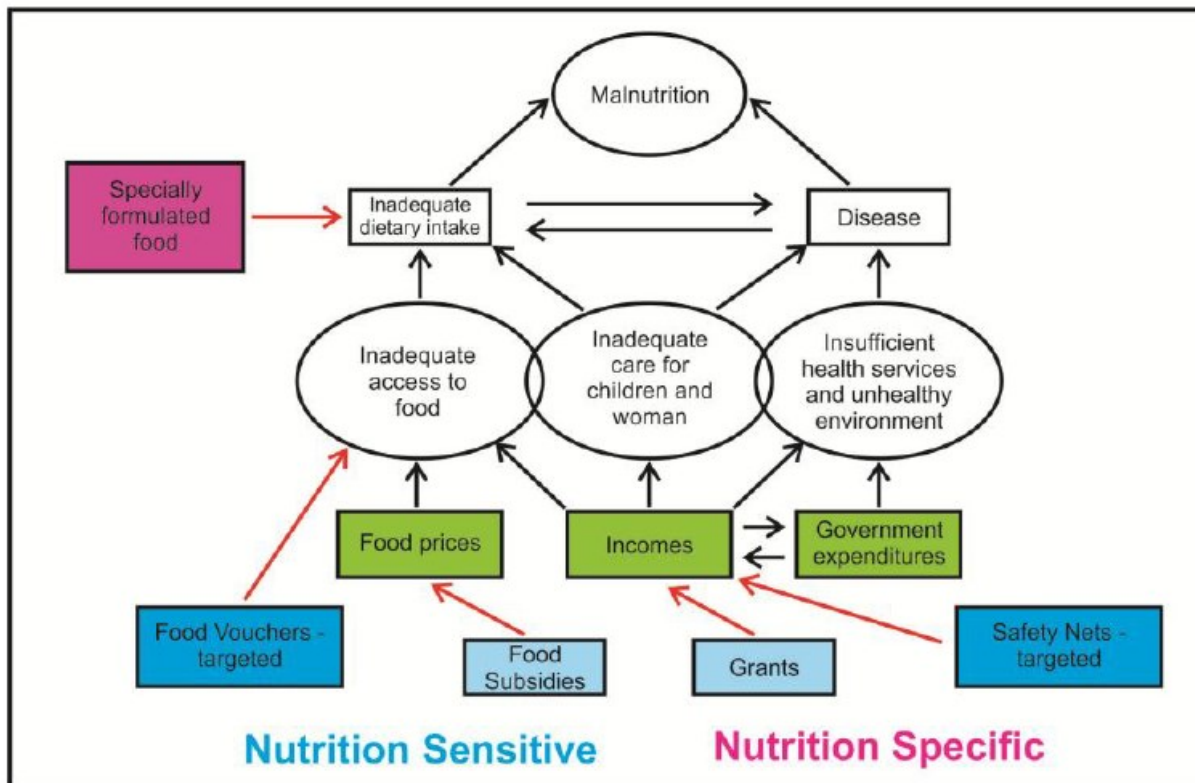 Malnutrition
Specially
formulated
food
Inadequate
dietary intake
Disease
Inadequate
access to
food
Inadequate
care for
children and
woman
Insufficient
health services
and unhealthy
environment
Food prices
Incomes
Government
expenditures
Food Vouchers -
targeted
Food
Subsidies
Grants
Safety Nets -
targeted
Nutrition Sensitive
Nutrition Specific